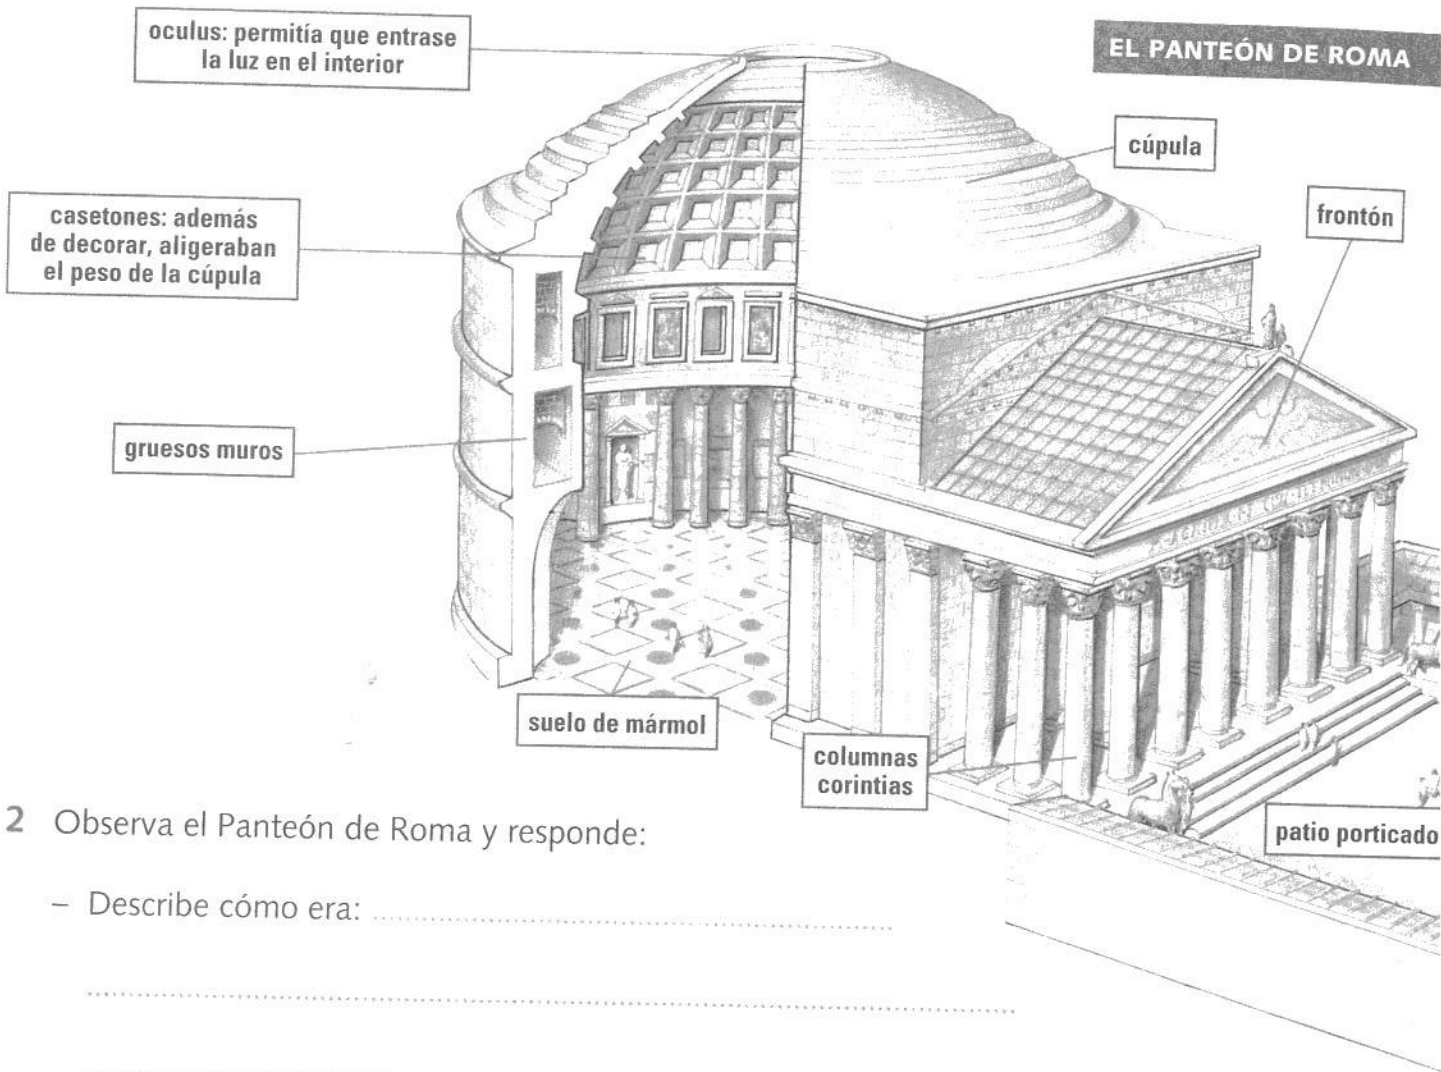 EL PANTEÓN DE ROMA
oculus: permitía que entrase
la luz en el interior
cúpula
frontón
casetones: además
de decorar, aligeraban
el peso de la cúpula
gruesos muros
suelo de mármol
columnas
corintias
patio porticado
2 Observa el Panteón de Roma y responde:
– Describe cómo era: